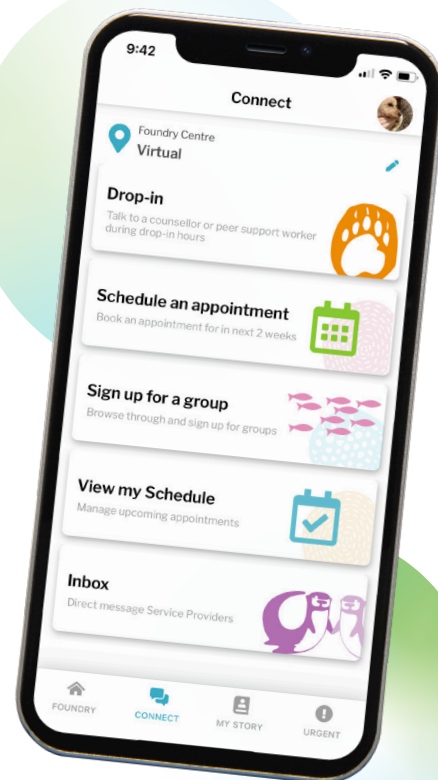 9:42
Connect
Foundry Centre
Virtual
Drop-in
Talk to a counsellor or peer support worker
during drop-in hours
Schedule an appointment
Book an appointment for in next 2 weeks
Sign up for a group
Browse through and sign up for groups
View my Schedule
Manage upcoming appointments
Inbox
Direct message Service Providers
FOUNDRY
CONNECT
MY STORY
URGENT